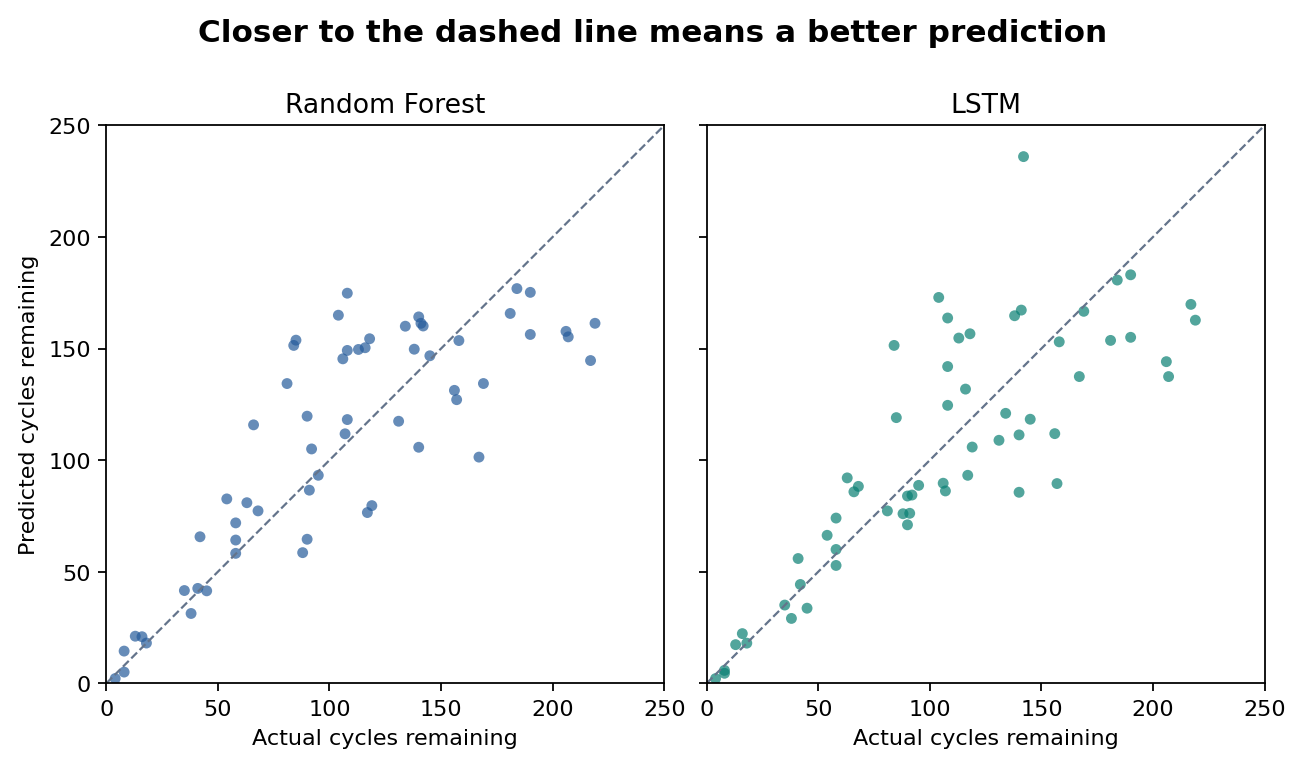 Closer to the dashed line means a better prediction
Random Forest
LSTM
250
200
150
100
50
0
Predicted cycles remaining
0 50 100 150 200 250
0 50 100 150 200 250
Actual cycles remaining
Actual cycles remaining